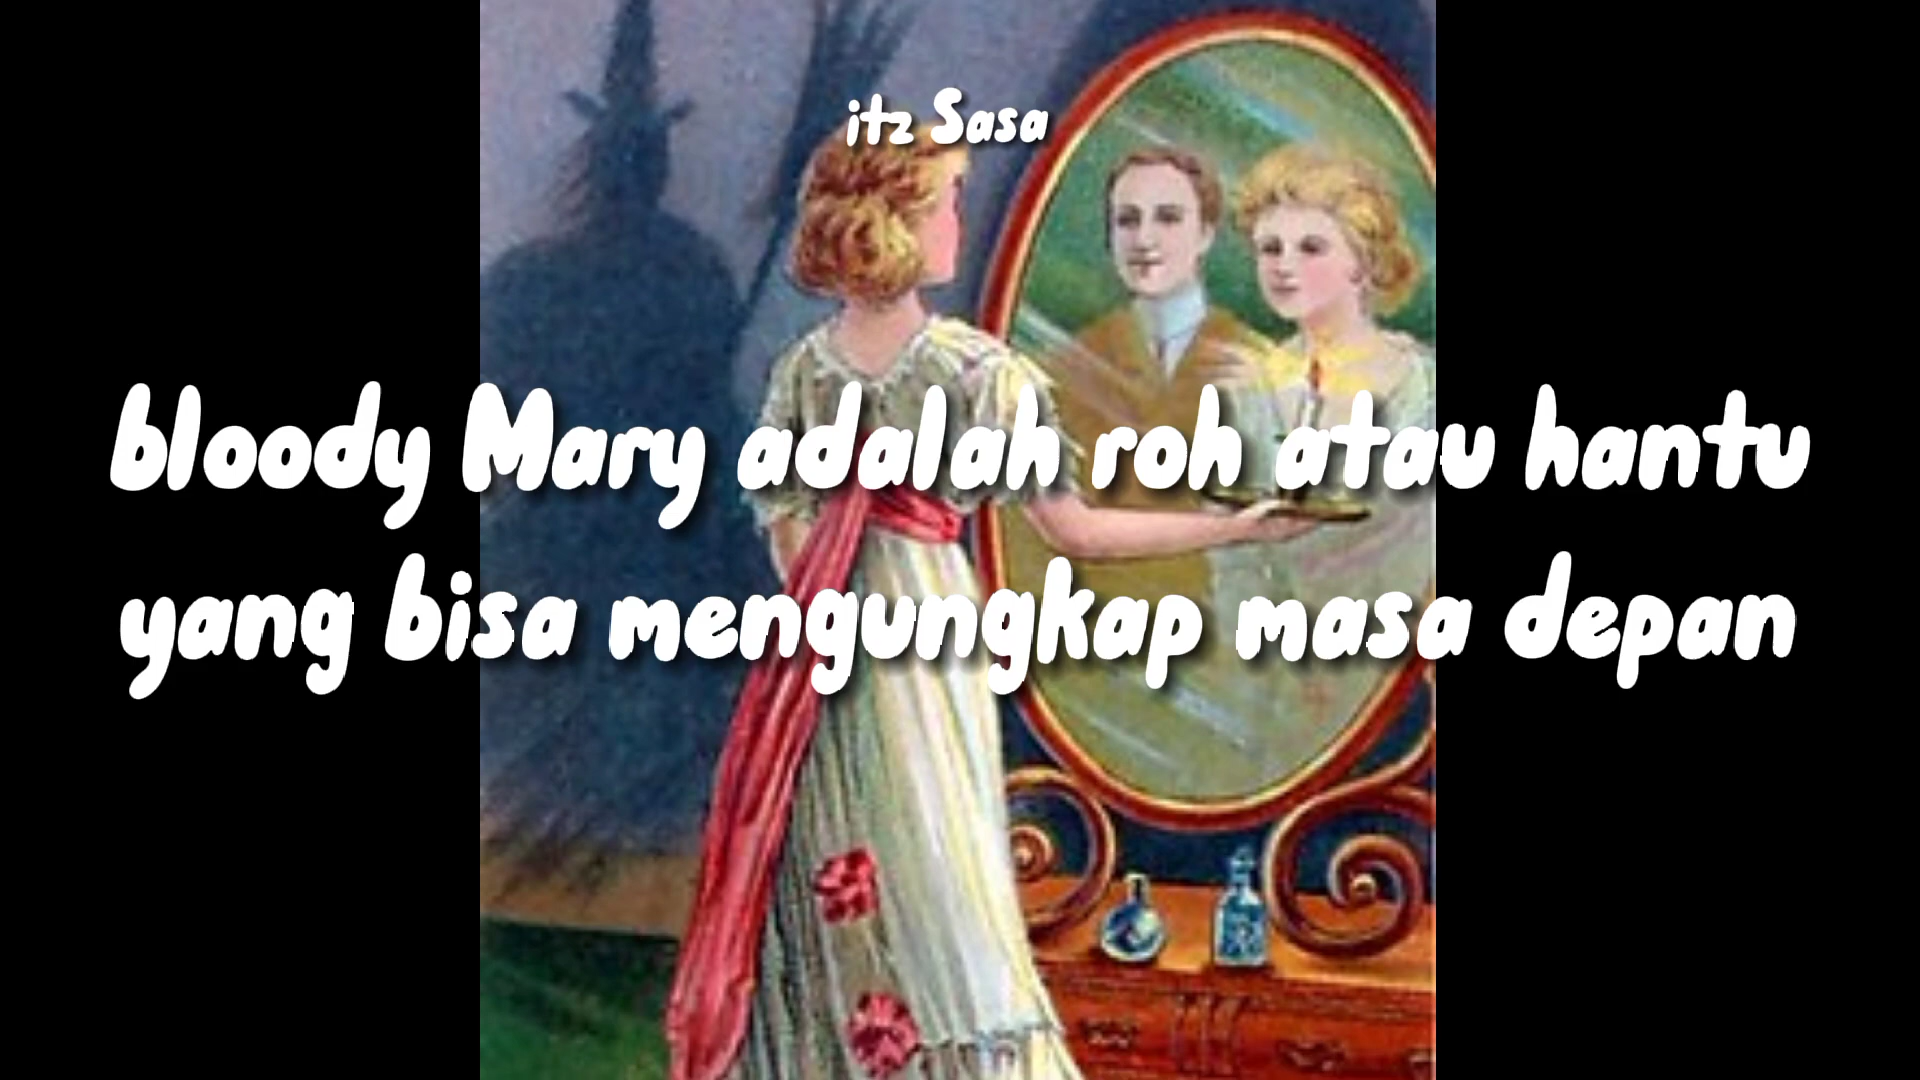 itz Sasa
bloody Mary adalah roh atau hantu
yang bisa mengungkap masa depan